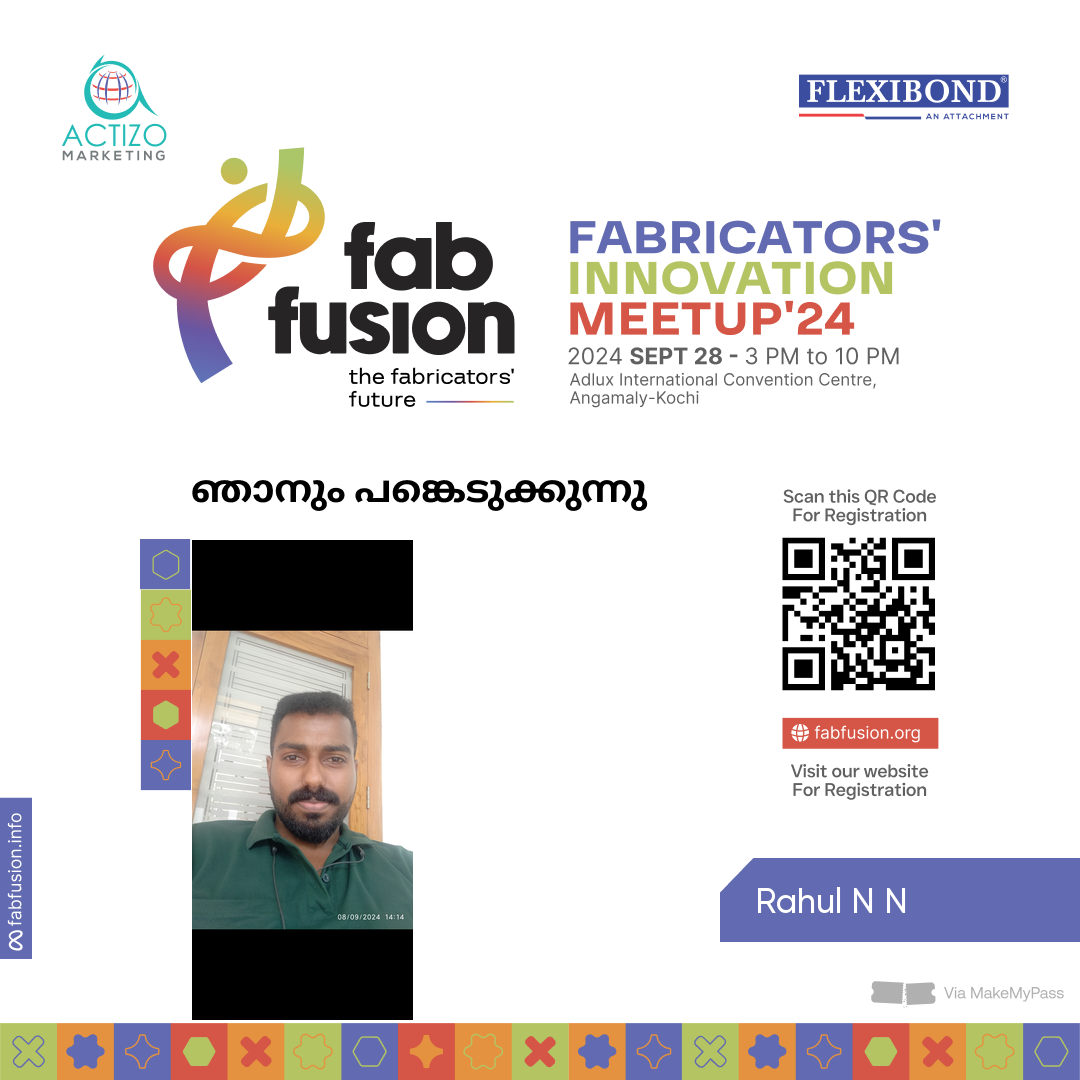 ACTIZO
MARKETING
FLEXIBOND®
AN ATTACHMENT
fab
fusion
the fabricators'
future
FABRICATORS'
INNOVATION
MEETUP'24
2024 SEPT 28 - 3 PM to 10 PM
Adlux International Convention Centre,
Angamaly-Kochi
ഞാനും പങ്കെടുക്കുന്നു
Scan this QR Code
For Registration
fabfusion.org
Visit our website
For Registration
08/09/2024 14:14
fabfusion.info
Rahul N N
Via MakeMyPass